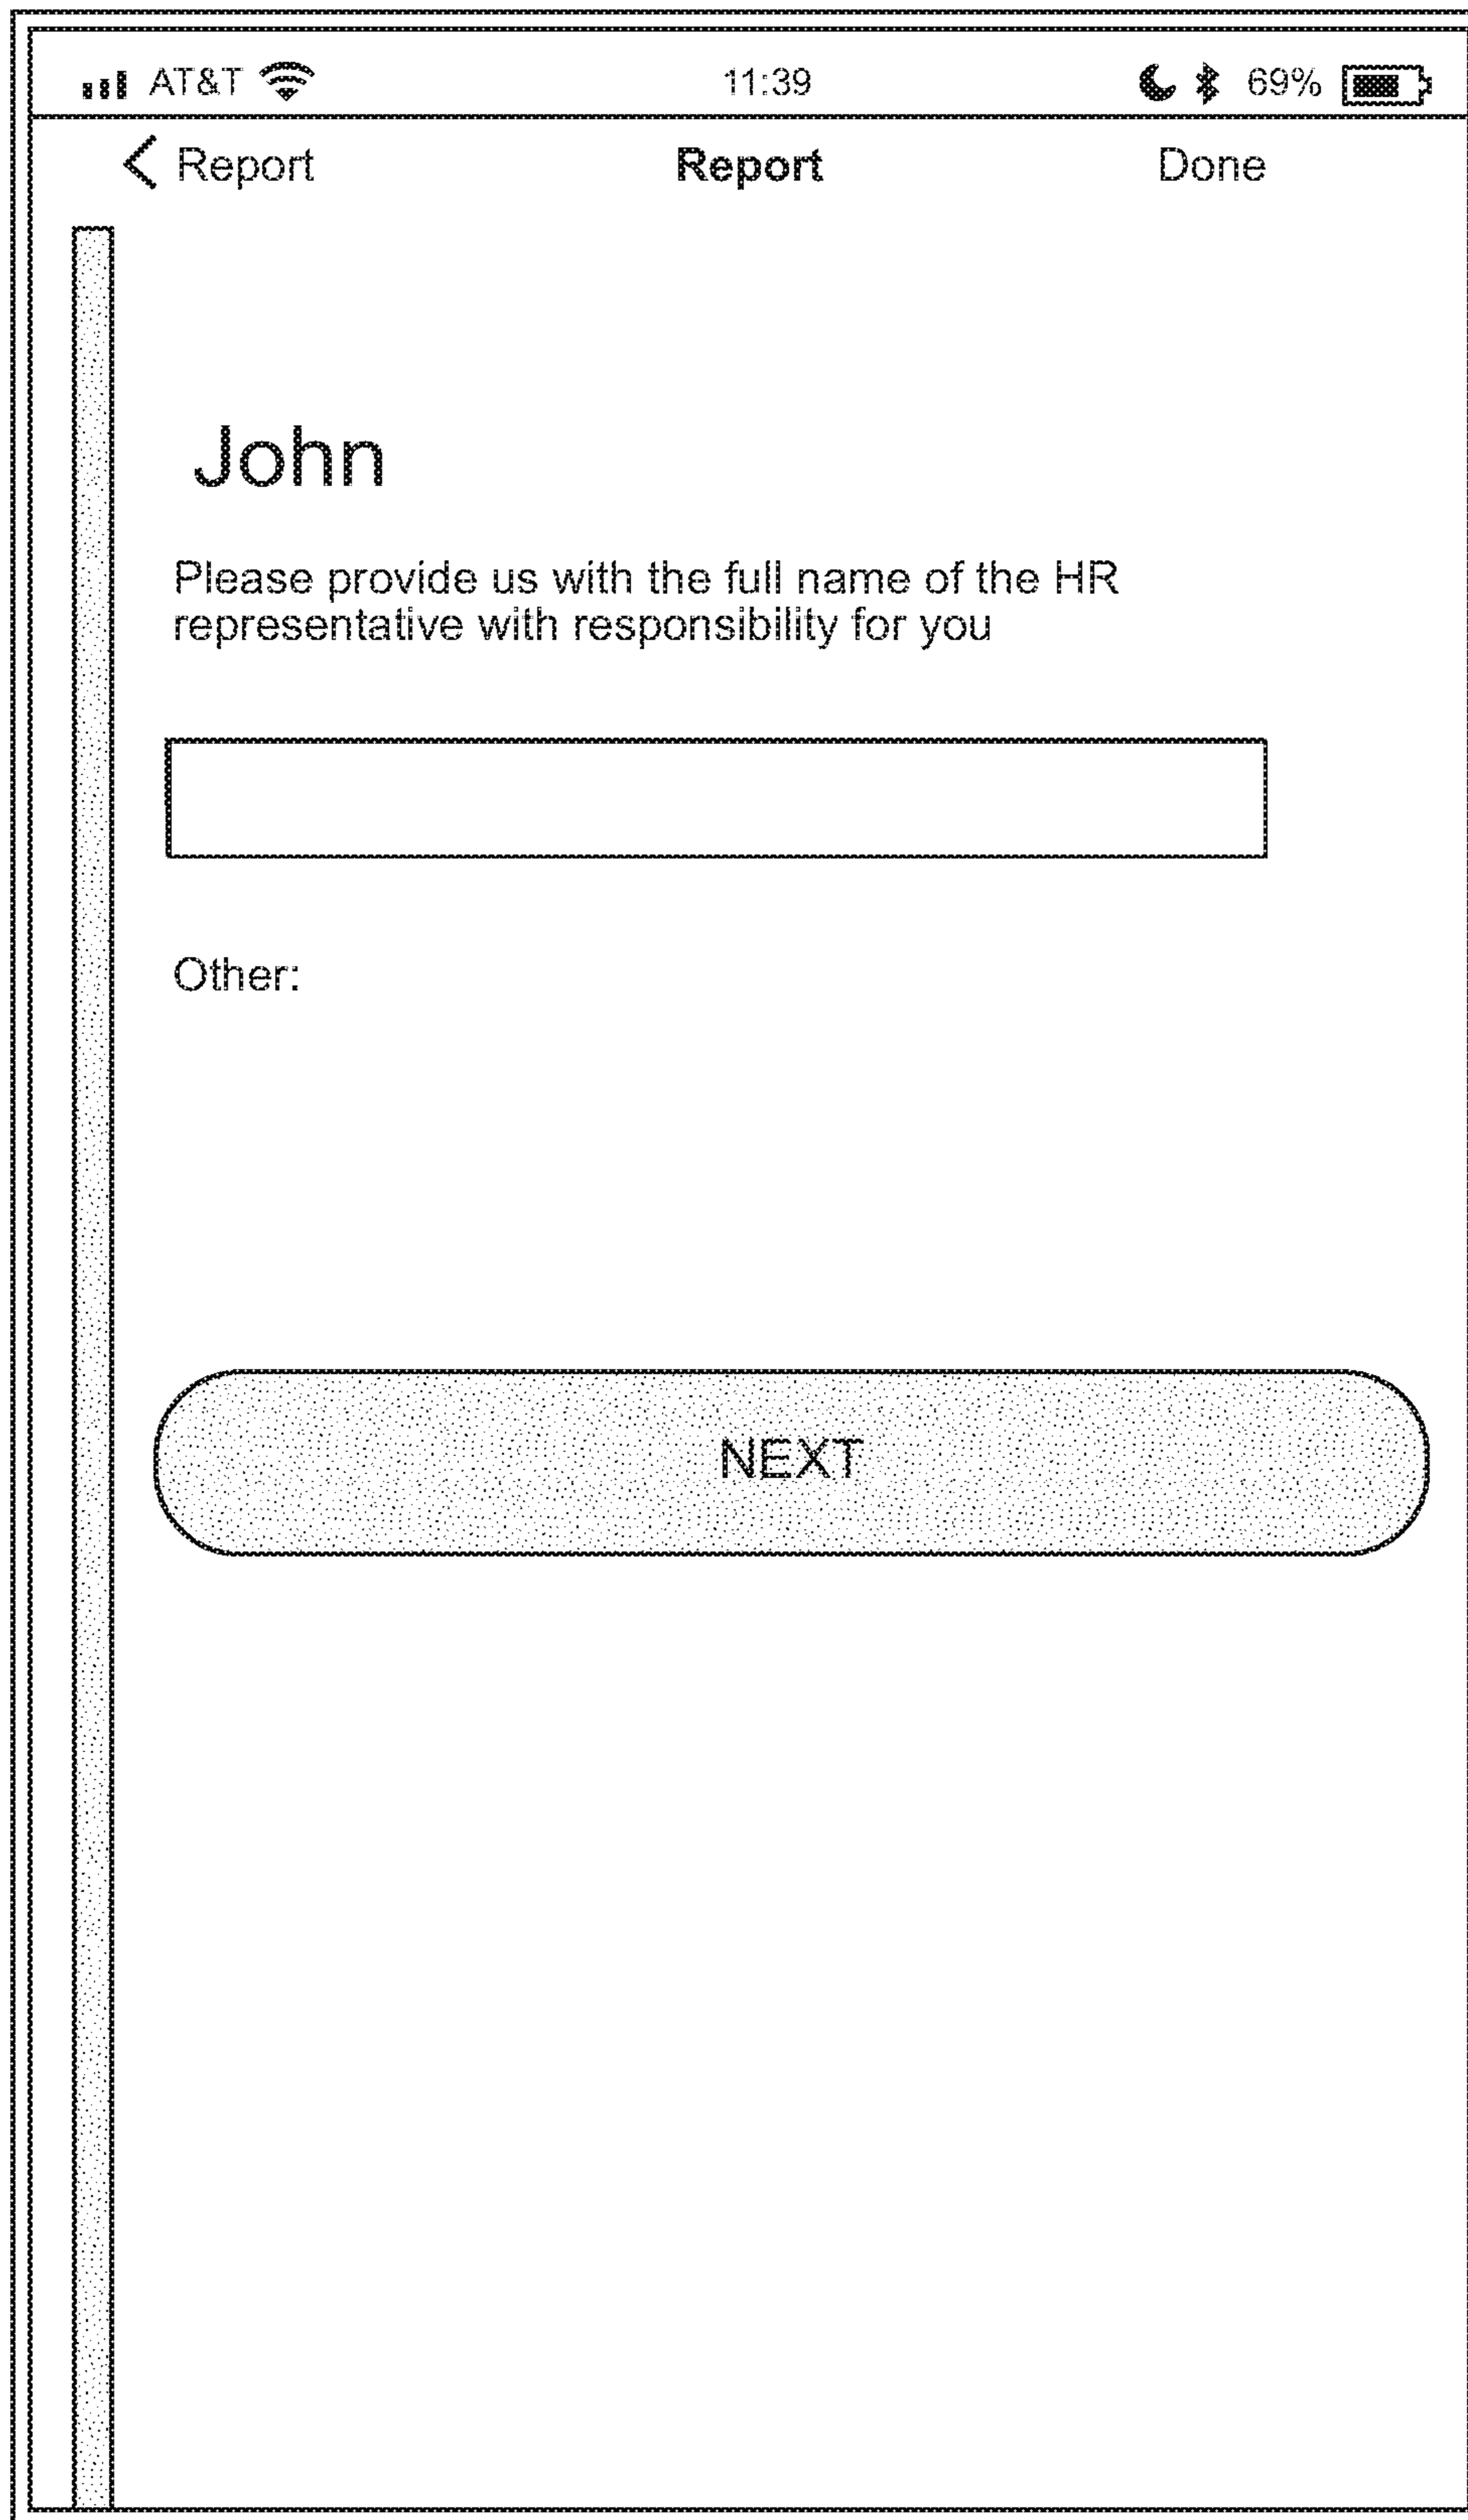 AT&T 11:39 69%
Report Report Done
John
Please provide us with the full name of the HR
representative with responsibility for you
Other:
NEXT